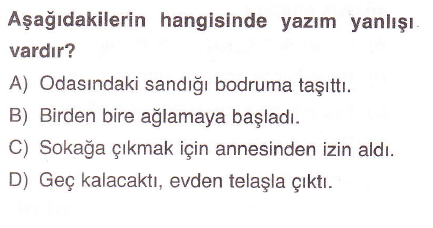 Aşağıdakilerin hangisinde yazım yanlışı
vardır?
A) Odasındaki sandığı bodruma taşıttı.
B) Birden bire ağlamaya başladı.
C) Sokağa çıkmak için annesinden izin aldı.
D) Geç kalacaktı, evden telaşla çıktı.